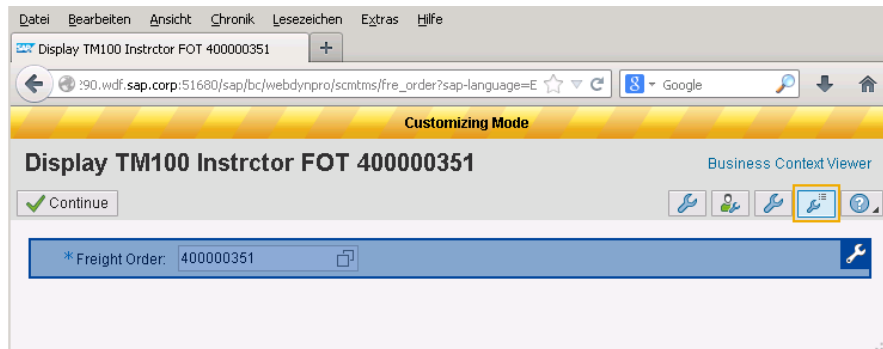 Datei Bearbeiten Ansicht Chronik Lesezeichen Extras Hilfe
Display TM100 Instrctor FOT 400000351
290.wdf.sap.corp:51680/sap/bc/webdynpro/scmtms/fre_order?sap-language=E Google
Customizing Mode
Display TM100 Instrctor FOT 400000351 Business Context Viewer
Continue
*Freight Order: 400000351